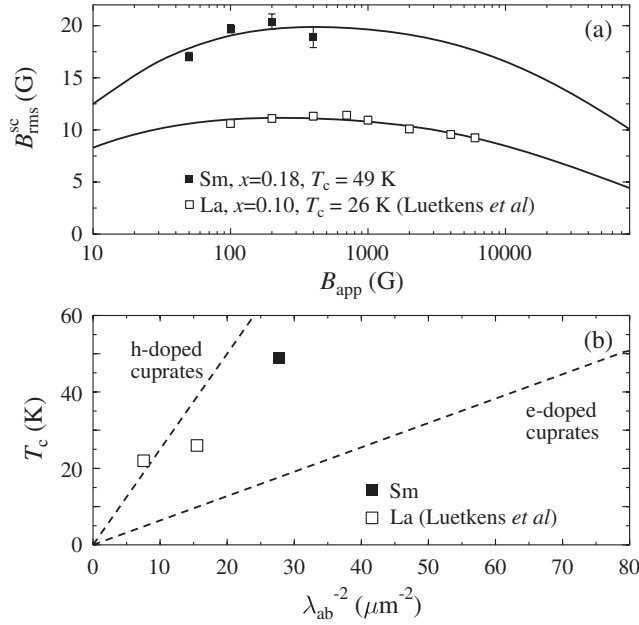 20
15
10
5
0
B_rms^sc (G)
(a)
Sm, x=0.18, T_c = 49 K
La, x=0.10, T_c = 26 K (Luetkens et al)
10 100 1000 10000
B_app (G)
60
40
20
0
T_c (K)
(b)
h-doped
cuprates
e-doped
cuprates
Sm
La (Luetkens et al)
0 10 20 30 40 50 60 70 80
λ_ab^-2 (μm^-2)